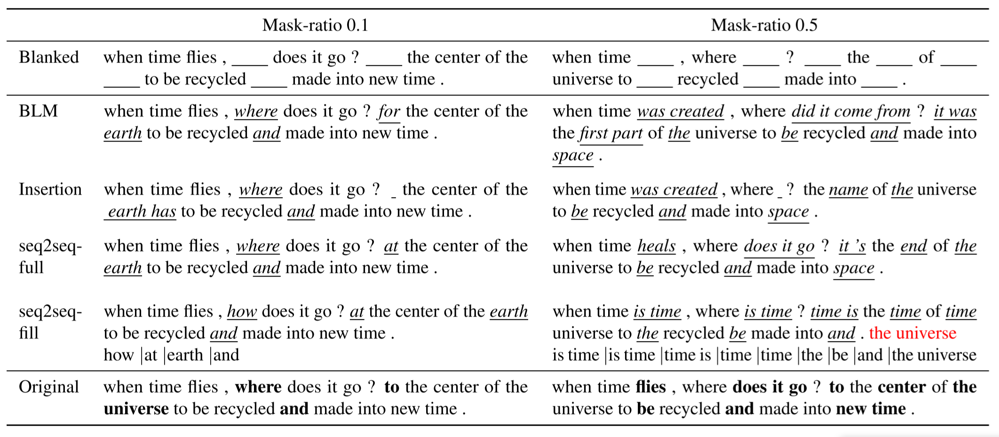 Mask-ratio 0.1 Mask-ratio 0.5
Blanked when time flies , ____ does it go ? ____ the center of the when time ____ , where ____ ? ____ the ____ of ____
____ to be recycled ____ made into new time . universe to ____ recycled ____ made into ____ .
BLM when time flies , where does it go ? for the center of the when time was created , where did it come from ? it was
earth to be recycled and made into new time . the first part of the universe to be recycled and made into
space .
Insertion when time flies , where does it go ? _ the center of the when time was created , where _ ? the name of the universe
earth has to be recycled and made into new time . to be recycled and made into space .
seq2seq- when time flies , where does it go ? at the center of the when time heals , where does it go ? it 's the end of the
full earth to be recycled and made into new time . universe to be recycled and made into space .
seq2seq- when time flies , how does it go ? at the center of the earth when time is time , where is time ? time is the time of time
fill to be recycled and made into new time . universe to the recycled be made into and . the universe
how |at |earth |and is time |is time |time is |time |time |the |be |and |the universe
Original when time flies , where does it go ? to the center of the when time flies , where does it go ? to the center of the
universe to be recycled and made into new time . universe to be recycled and made into new time .